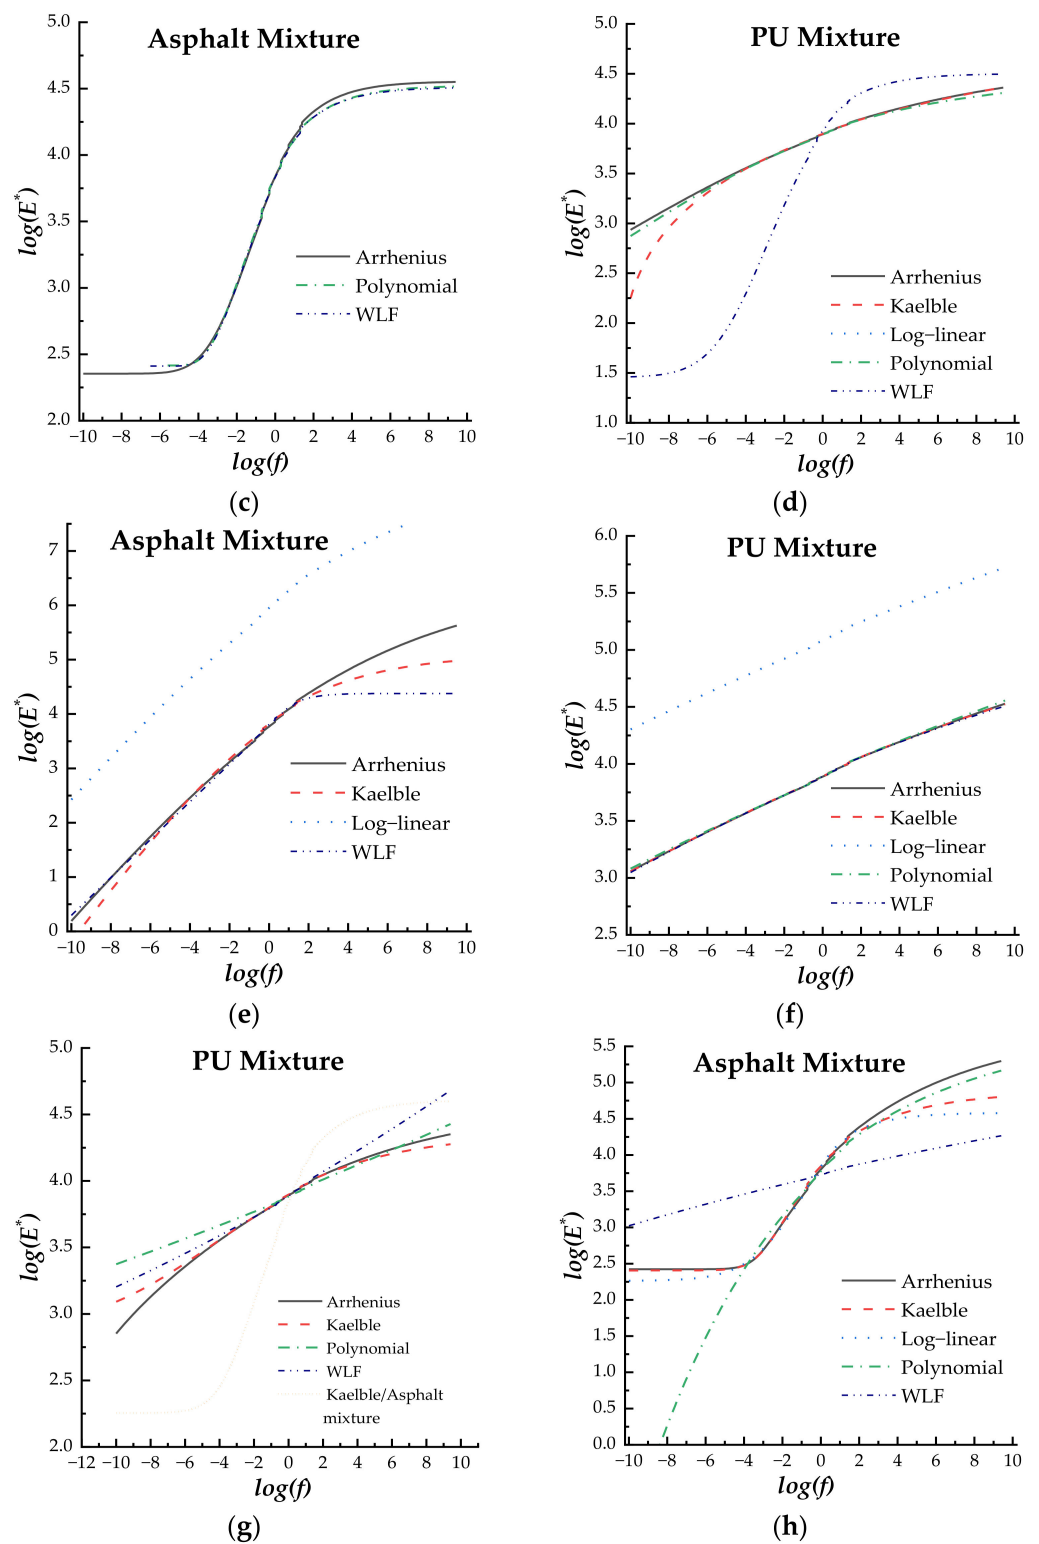 Asphalt Mixture
5.0
4.5
4.0
3.5
3.0
2.5
2.0
log(E*)
Arrhenius
Polynomial
WLF
−10 −8 −6 −4 −2 0 2 4 6 8 10
log(f)
(c)
PU Mixture
5.0
4.5
4.0
3.5
3.0
2.5
2.0
1.5
1.0
log(E*)
Arrhenius
Kaelble
Log−linear
Polynomial
WLF
−10 −8 −6 −4 −2 0 2 4 6 8 10
log(f)
(d)
Asphalt Mixture
7
6
5
4
3
2
1
0
log(E*)
Arrhenius
Kaelble
Log−linear
WLF
−10 −8 −6 −4 −2 0 2 4 6 8 10
log(f)
(e)
PU Mixture
6.0
5.5
5.0
4.5
4.0
3.5
3.0
2.5
log(E*)
Arrhenius
Kaelble
Log−linear
Polynomial
WLF
−10 −8 −6 −4 −2 0 2 4 6 8 10
log(f)
(f)
PU Mixture
5.0
4.5
4.0
3.5
3.0
2.5
2.0
log(E*)
Arrhenius
Kaelble
Polynomial
WLF
Kaelble/Asphalt
mixture
−12 −10 −8 −6 −4 −2 0 2 4 6 8 10
log(f)
(g)
Asphalt Mixture
5.5
5.0
4.5
4.0
3.5
3.0
2.5
2.0
1.5
1.0
0.5
0.0
log(E*)
Arrhenius
Kaelble
Log−linear
Polynomial
WLF
−10 −8 −6 −4 −2 0 2 4 6 8 10
log(f)
(h)